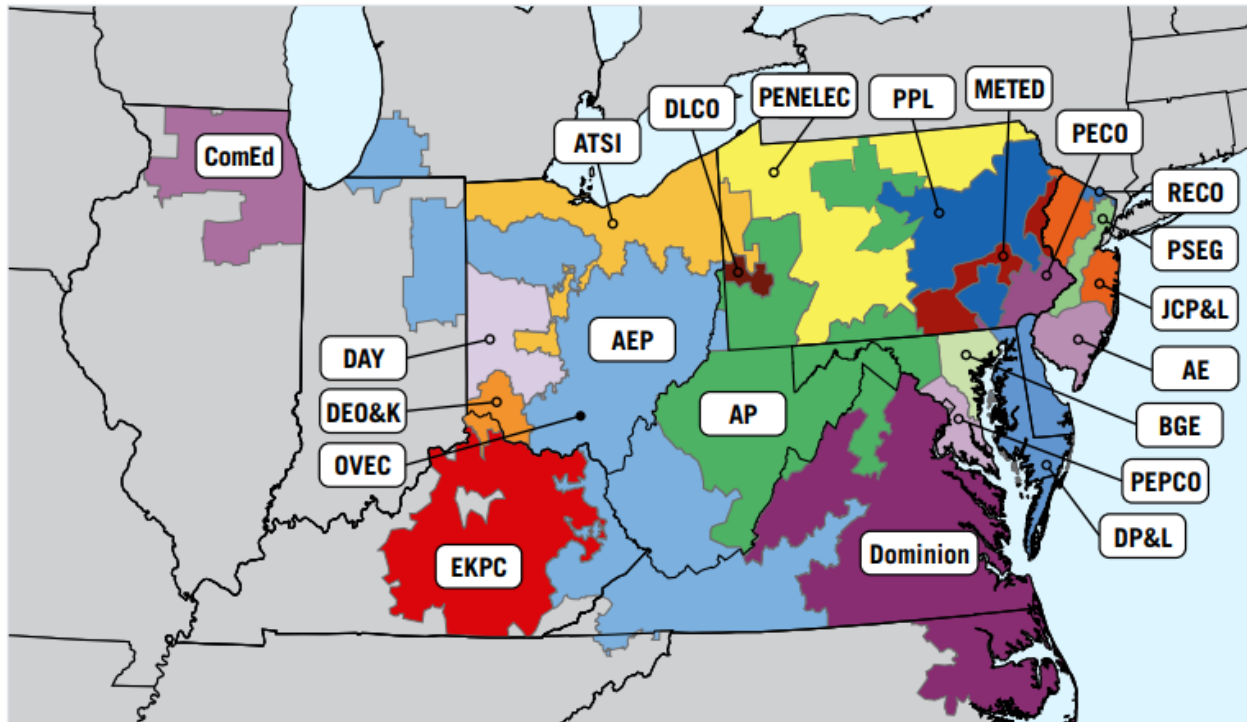 METED
DLCO
PENELEC
PPL
PECO
ATSI
ComEd
RECO
PSEG
JCP&L
DAY
AEP
AE
DEO&K
AP
BGE
OVEC
PEPCO
DP&L
EKPC
Dominion